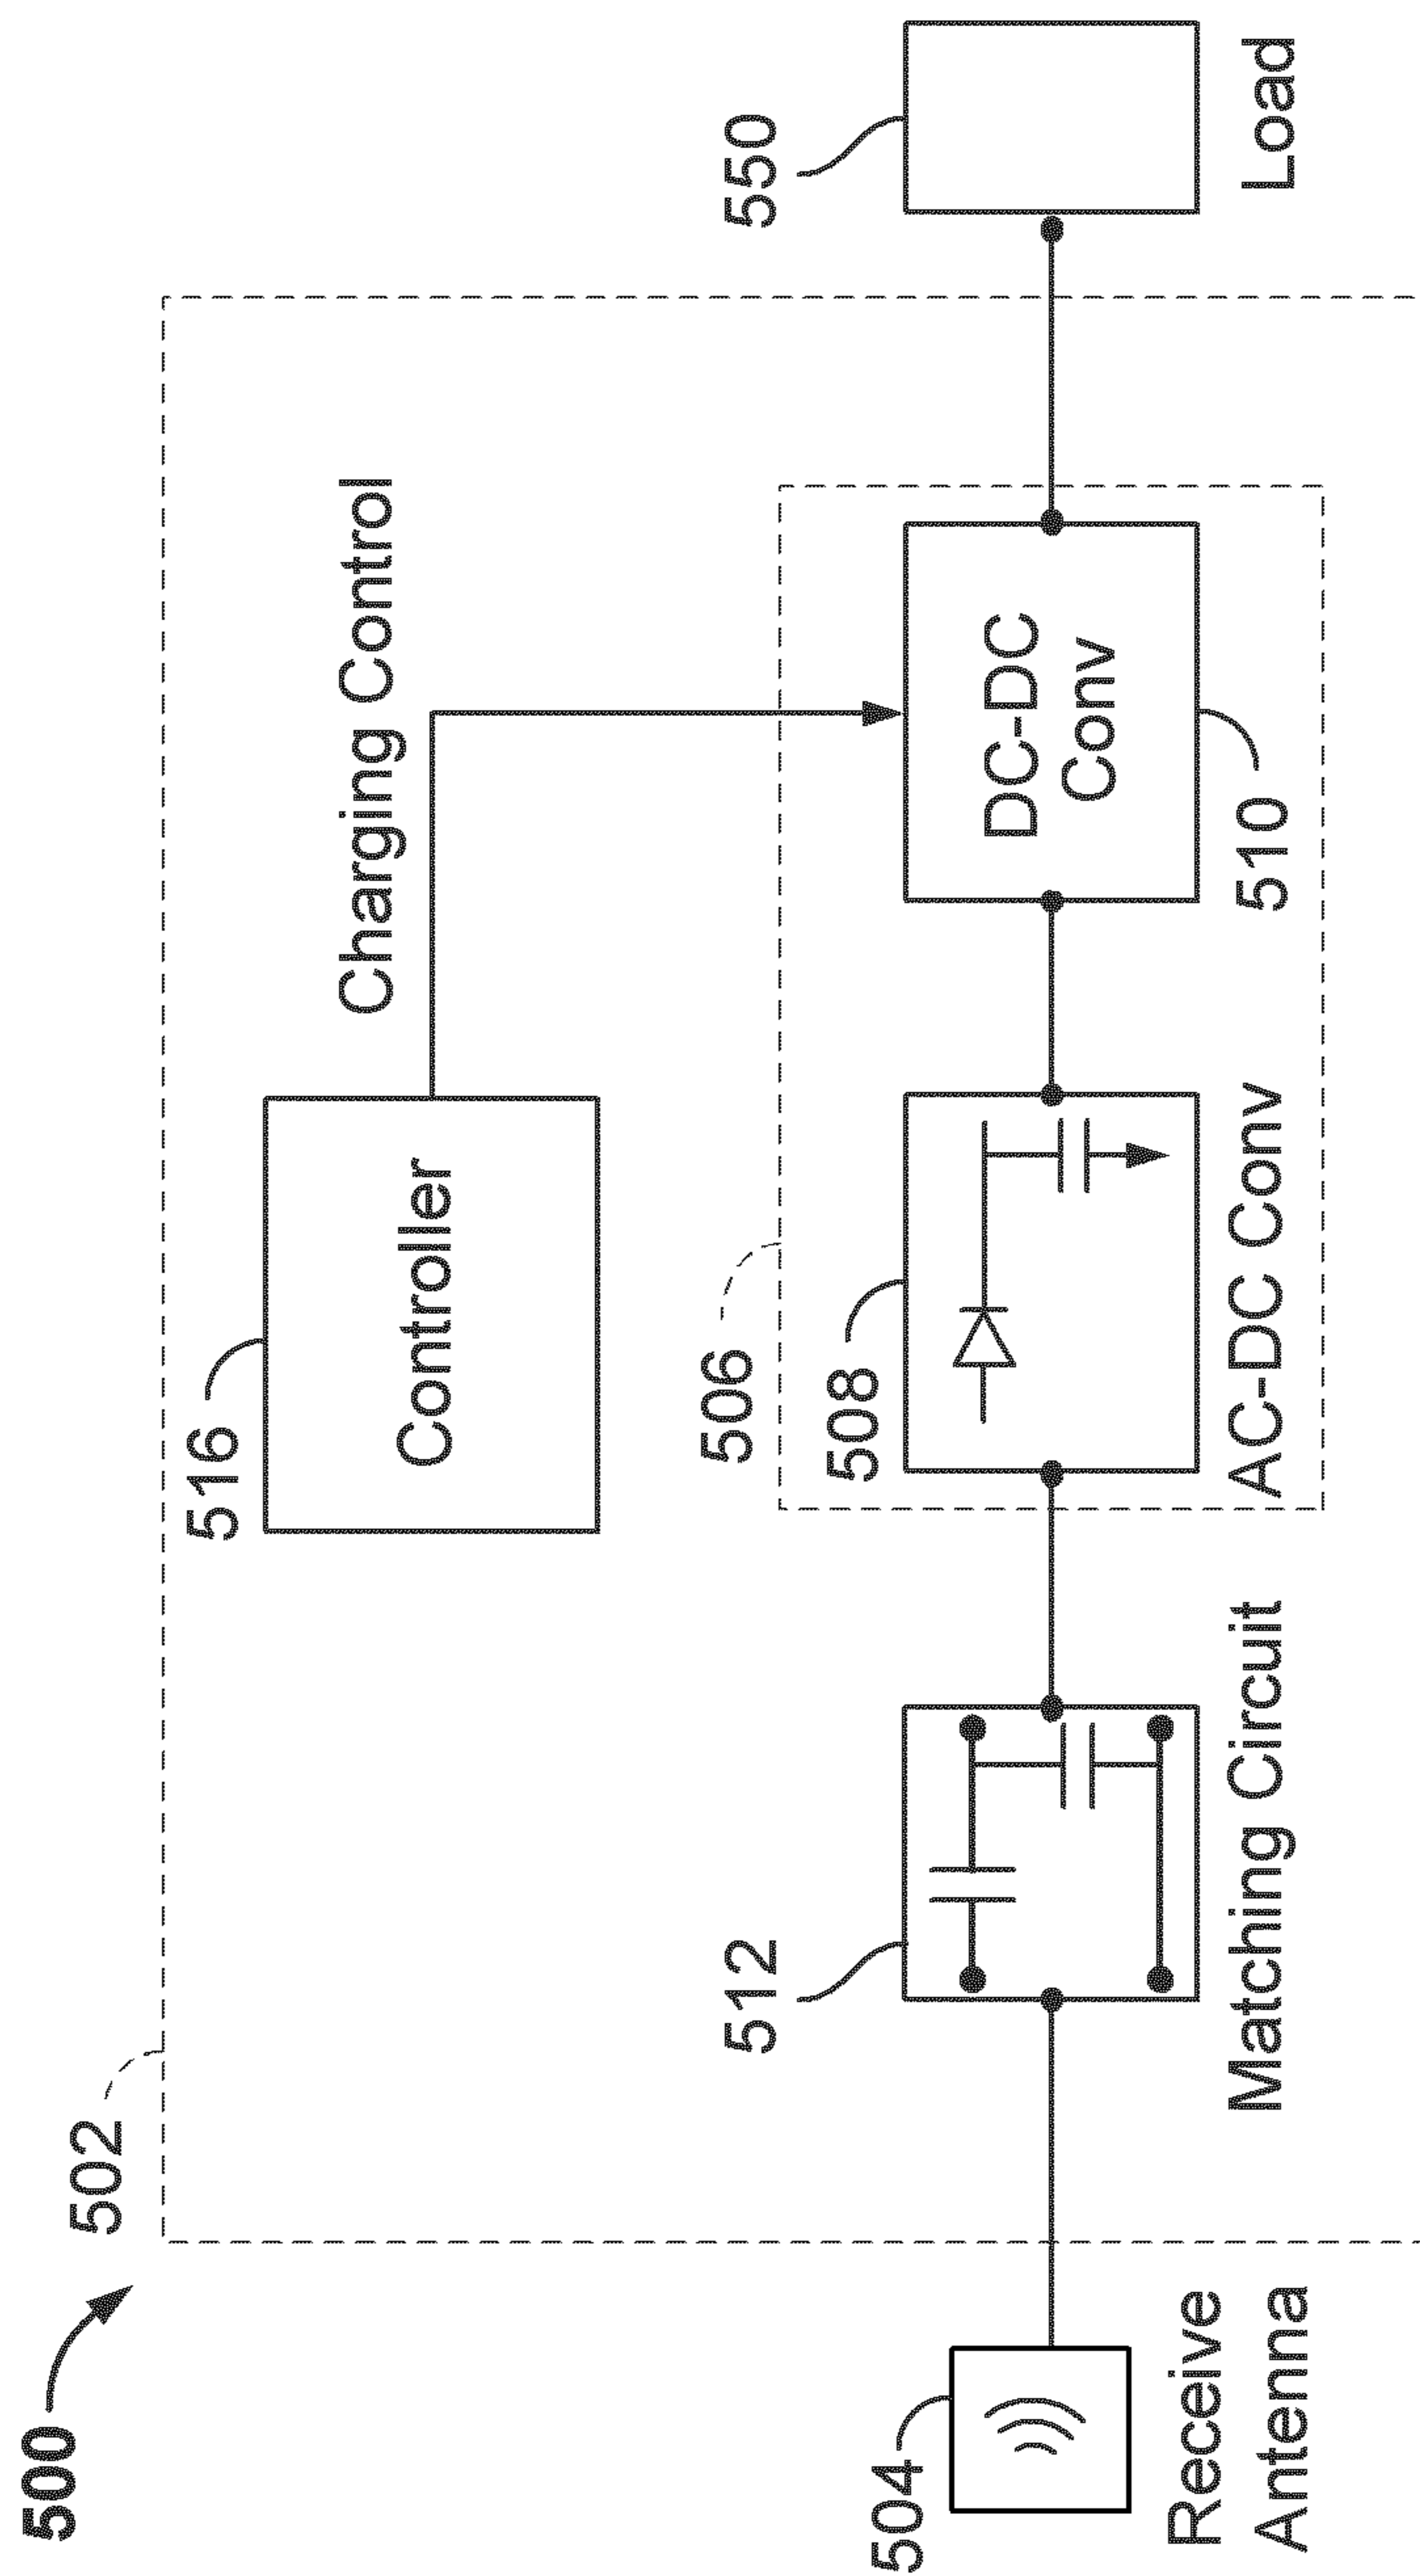 500
502
516
Controller
Charging Control
506
512
508
550
DC-DC
Conv
504
510
Receive
Antenna
Matching Circuit
AC-DC Conv
Load